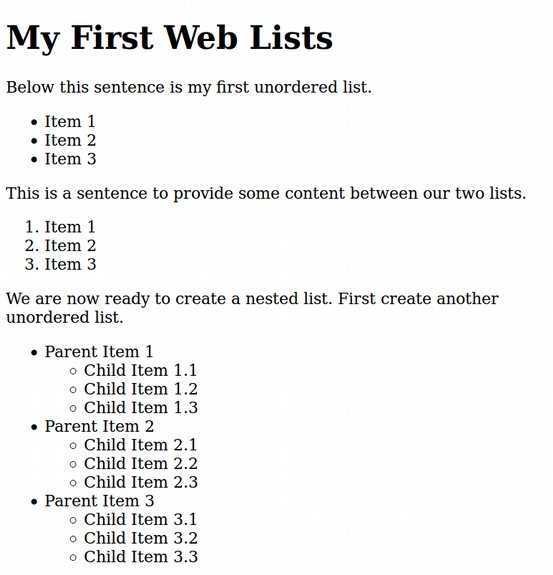 My First Web Lists
Below this sentence is my first unordered list.
• Item 1
• Item 2
• Item 3
This is a sentence to provide some content between our two lists.
1. Item 1
2. Item 2
3. Item 3
We are now ready to create a nested list. First create another
unordered list.
• Parent Item 1
◦ Child Item 1.1
◦ Child Item 1.2
◦ Child Item 1.3
• Parent Item 2
◦ Child Item 2.1
◦ Child Item 2.2
◦ Child Item 2.3
• Parent Item 3
◦ Child Item 3.1
◦ Child Item 3.2
◦ Child Item 3.3